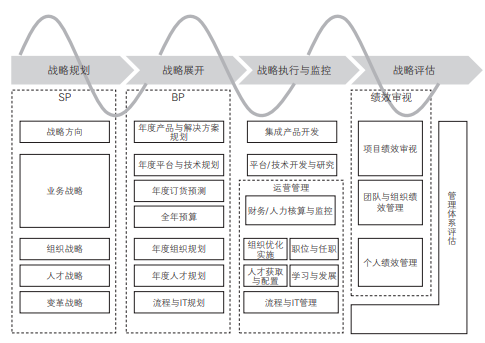 战略规划
战略展开
战略执行与监控
战略评估
SP
战略方向
业务战略
组织战略
人才战略
变革战略
BP
年度产品与解决方案
规划
年度平台与技术规划
年度订货预测
全年预算
年度组织规划
年度人才规划
流程与IT规划
集成产品开发
平台/技术开发与研究
运营管理
财务/人力核算与监控
组织优化
实施
职位与任职
人才获取
与配置
学习与发展
流程与IT管理
绩效审视
项目绩效审视
团队与组织绩
效管理
个人绩效管理
管理体系评估